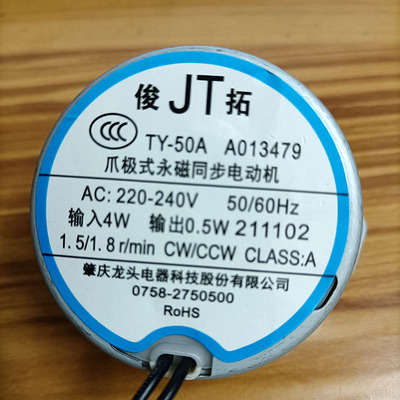 俊 JT 拓
CCC TY-50A A013479
爪极式永磁同步电动机
AC: 220-240V 50/60Hz
输入4W 输出0.5W 211102
1.5/1.8 r/min CW/CCW CLASS:A
肇庆龙头电器科技股份有限公司
0758-2750500
RoHS